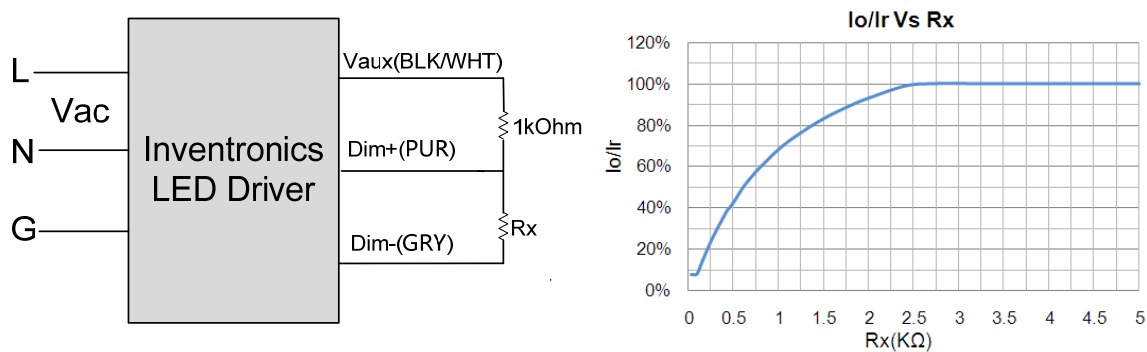 L
Vac
N
G
Inventronics
LED Driver
Vaux(BLK/WHT)
1kOhm
Dim+(PUR)
Rx
Dim-(GRY)
Io/Ir Vs Rx
120%
100%
80%
60%
40%
20%
0%
Io/Ir
0 0.5 1 1.5 2 2.5 3 3.5 4 4.5 5
Rx(KΩ)